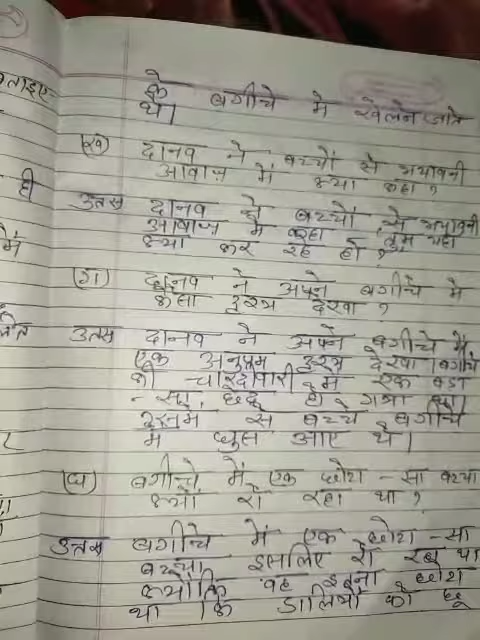 के बगीचे में खेलने जाते
थे।
(ख) दानव ने बच्चों से भयावनी
आवाज़ में क्या कहा?
उत्तर दानव ने बच्चों से भयावनी
आवाज़ में कहा, तुम यहाँ
क्या कर रहे हो?
(ग) दानव ने अपने बगीचे में
कैसा दृश्य देखा?
उत्तर दानव ने अपने बगीचे में
एक अनुपम दृश्य देखा। बगीचे
की चारदीवारी में एक बड़ा
-सा छेद हो गया था।
इसमें से बच्चे बगीचे
में घुस आए थे।
(घ) बगीचे में एक छोटा-सा बच्चा
क्यों रो रहा था?
उत्तर बगीचे में एक छोटा-सा
बच्चा इसलिए रो रहा था
क्योंकि वह इतना छोटा
था कि डालियों को छू